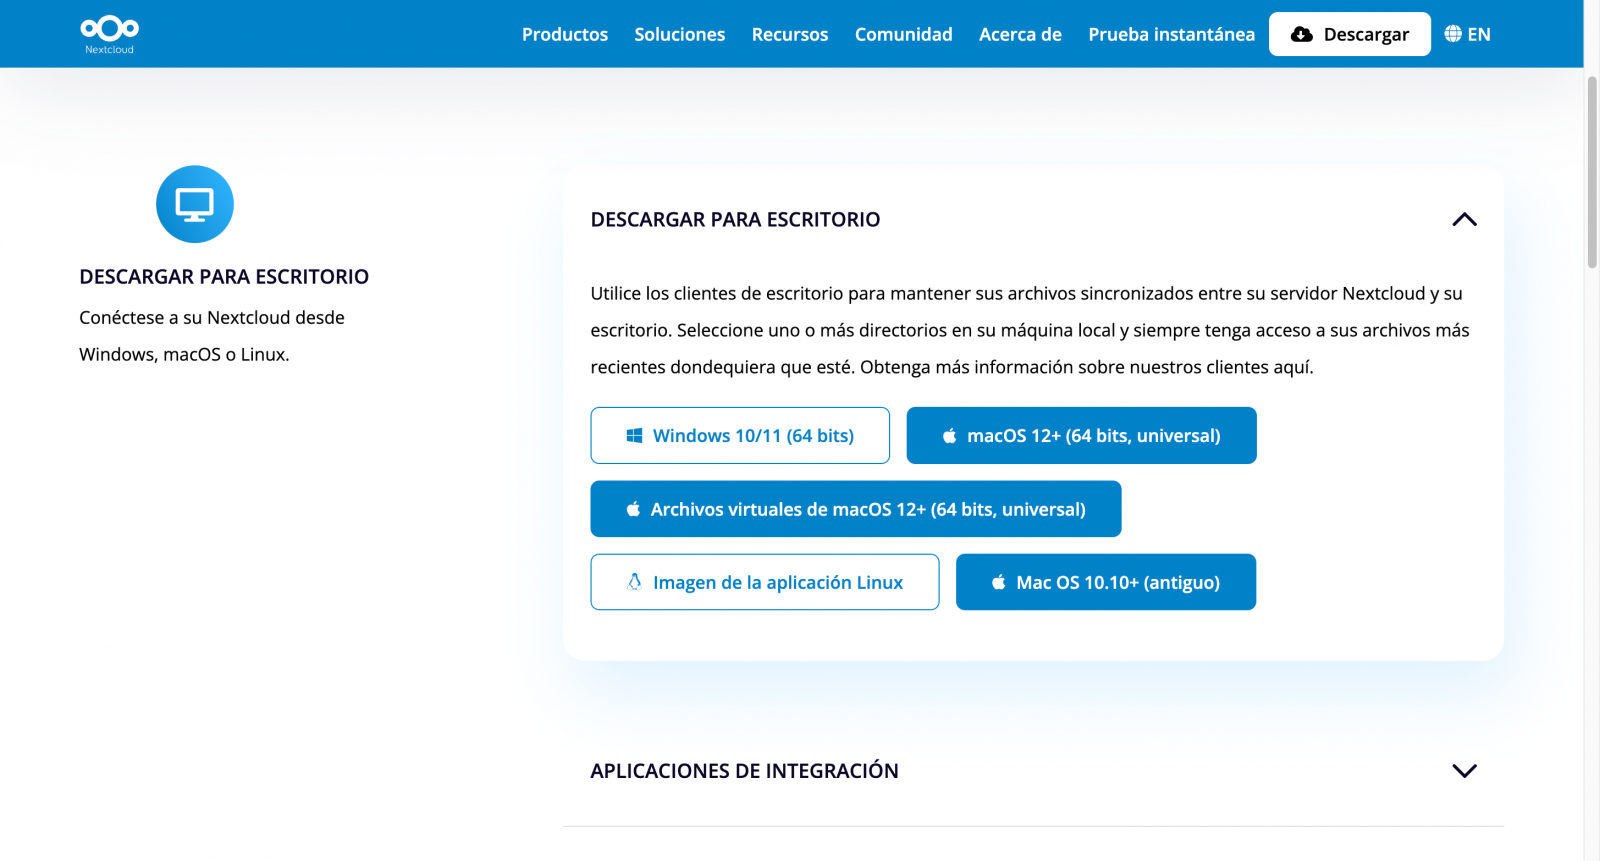 Nextcloud
Productos Soluciones Recursos Comunidad Acerca de Prueba instantánea Descargar EN
DESCARGAR PARA ESCRITORIO
Conéctese a su Nextcloud desde
Windows, macOS o Linux.
DESCARGAR PARA ESCRITORIO
Utilice los clientes de escritorio para mantener sus archivos sincronizados entre su servidor Nextcloud y su
escritorio. Seleccione uno o más directorios en su máquina local y siempre tenga acceso a sus archivos más
recientes dondequiera que esté. Obtenga más información sobre nuestros clientes aquí.
Windows 10/11 (64 bits) macOS 12+ (64 bits, universal)
Archivos virtuales de macOS 12+ (64 bits, universal)
Imagen de la aplicación Linux Mac OS 10.10+ (antiguo)
APLICACIONES DE INTEGRACIÓN